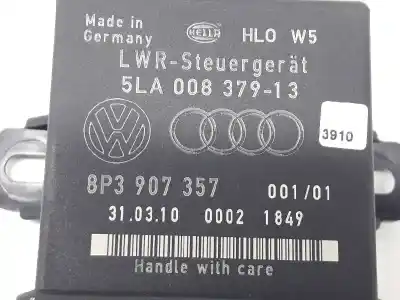 Made in
Germany
HELLA
HLO W5
LWR-Steuergerät
5LA 008 379-13
3910
8P3 907 357
001/01
31.03.10 0002 1849
Handle with care